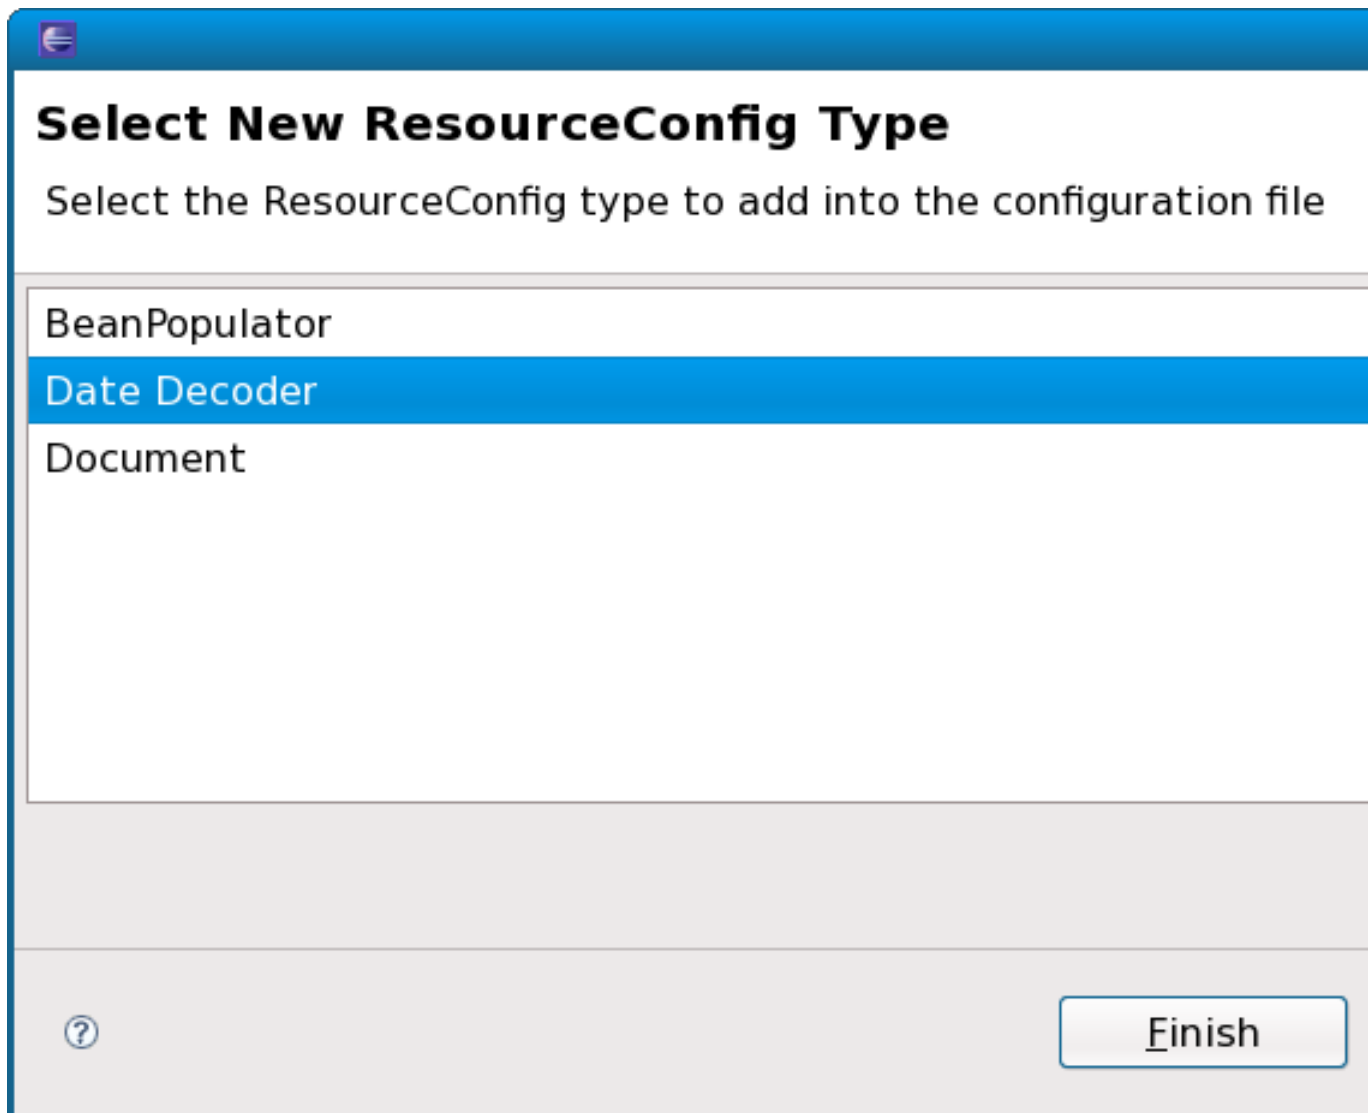 Select New ResourceConfig Type
Select the ResourceConfig type to add into the configuration file
BeanPopulator
Date Decoder
Document
?
Finish